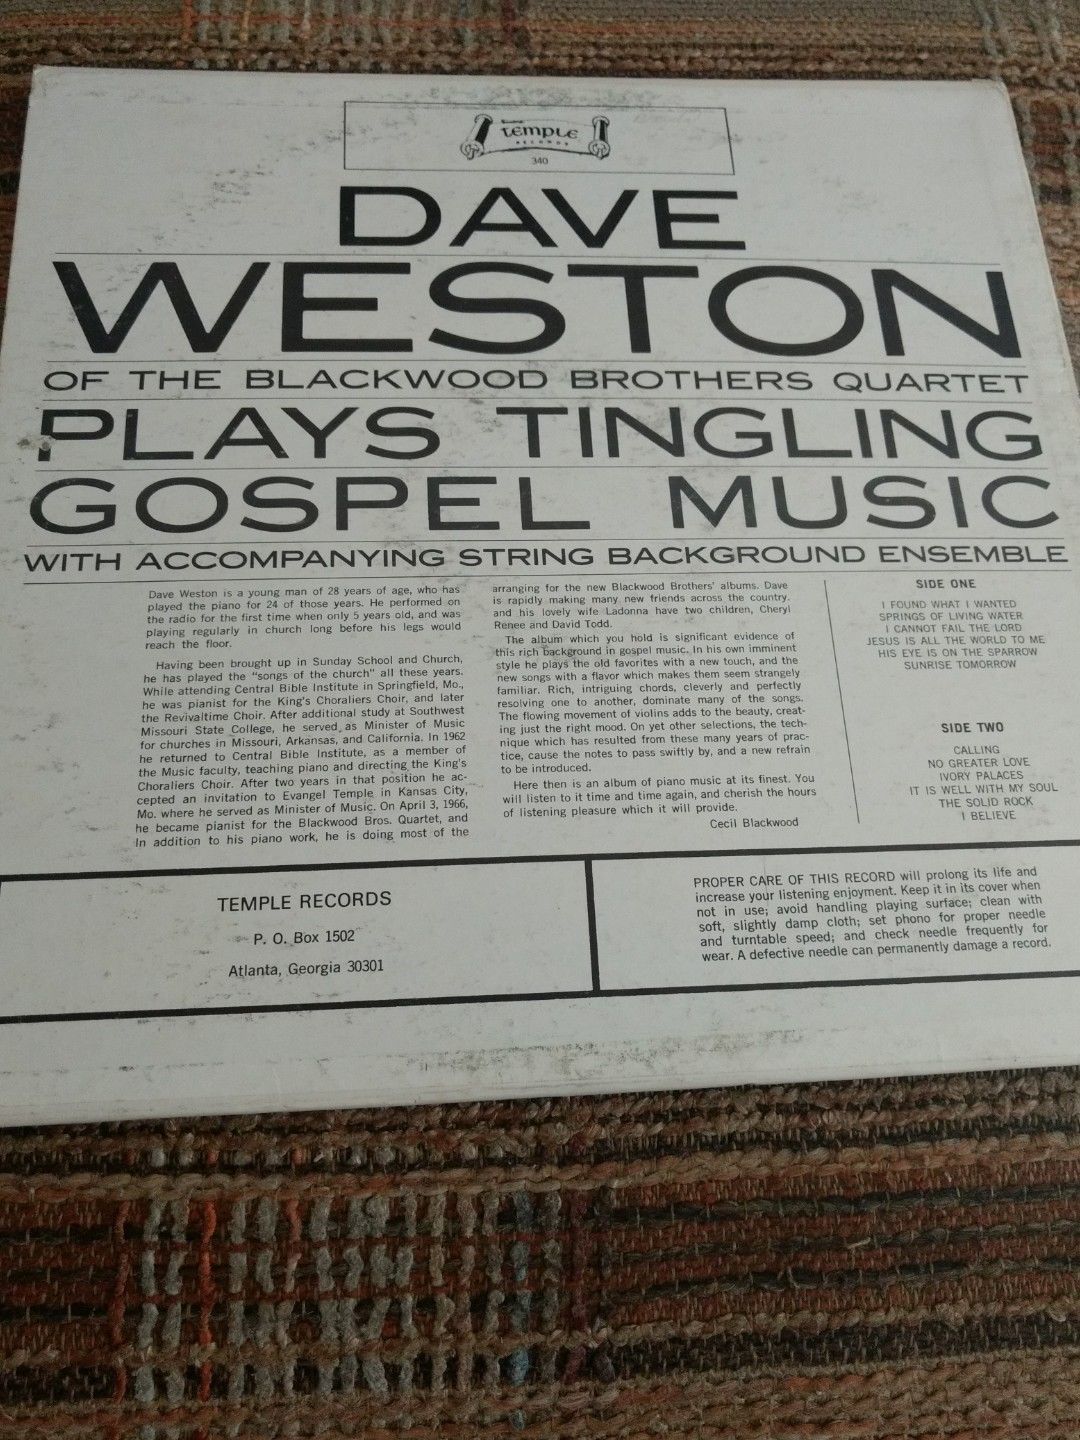 TEMPLE
RECORDS
340
DAVE
WESTON
OF THE BLACKWOOD BROTHERS QUARTET
PLAYS TINGLING
GOSPEL MUSIC
WITH ACCOMPANYING STRING BACKGROUND ENSEMBLE
Dave Weston is a young man of 28 years of age, who has
played the piano for 24 of those years. He performed on
the radio for the first time when only 5 years old, and was
playing regularly in church long before his legs would
reach the floor.
Having been brought up in Sunday School and Church,
he has played the "songs of the church" all these years.
While attending Central Bible Institute in Springfield, Mo.,
he was pianist for the King's Choraliers Choir, and later
the Revivaltime Choir. After additional study at Southwest
Missouri State College, he served as Minister of Music
for churches in Missouri, Arkansas, and California. In 1962
he returned to Central Bible Institute, as a member of
the Music faculty, teaching piano and directing the King's
Choraliers Choir. After two years in that position he ac-
cepted an invitation to Evangel Temple in Kansas City,
Mo. where he served as Minister of Music. On April 3, 1966,
he became pianist for the Blackwood Bros. Quartet, and
In addition to his piano work, he is doing most of the
arranging for the new Blackwood Brothers' albums. Dave
is rapidly making many new friends across the country.
and his lovely wife Ladonna have two children, Cheryl
Renee and David Todd.
The album which you hold is significant evidence of
this rich background in gospel music. In his own imminent
style he plays the old favorites with a new touch, and the
new songs with a flavor which makes them seem strangely
familiar. Rich, intriguing chords, cleverly and perfectly
resolving one to another, dominate many of the songs.
The flowing movement of violins adds to the beauty, creat-
ing just the right mood. On yet other selections, the tech-
nique which has resulted from these many years of prac-
tice, cause the notes to pass swiftly by, and a new refrain
to be introduced.
Here then is an album of piano music at its finest. You
will listen to it time and time again, and cherish the hours
of listening pleasure which it will provide.
Cecil Blackwood
SIDE ONE
I FOUND WHAT I WANTED
SPRINGS OF LIVING WATER
I CANNOT FAIL THE LORD
JESUS IS ALL THE WORLD TO ME
HIS EYE IS ON THE SPARROW
SUNRISE TOMORROW
SIDE TWO
CALLING
NO GREATER LOVE
IVORY PALACES
IT IS WELL WITH MY SOUL
THE SOLID ROCK
I BELIEVE
TEMPLE RECORDS
P. O. Box 1502
Atlanta, Georgia 30301
PROPER CARE OF THIS RECORD will prolong its life and
increase your listening enjoyment. Keep it in its cover when
not in use; avoid handling playing surface; clean with
soft, slightly damp cloth; set phono for proper needle
and turntable speed; and check needle frequently for
wear. A defective needle can permanently damage a record.